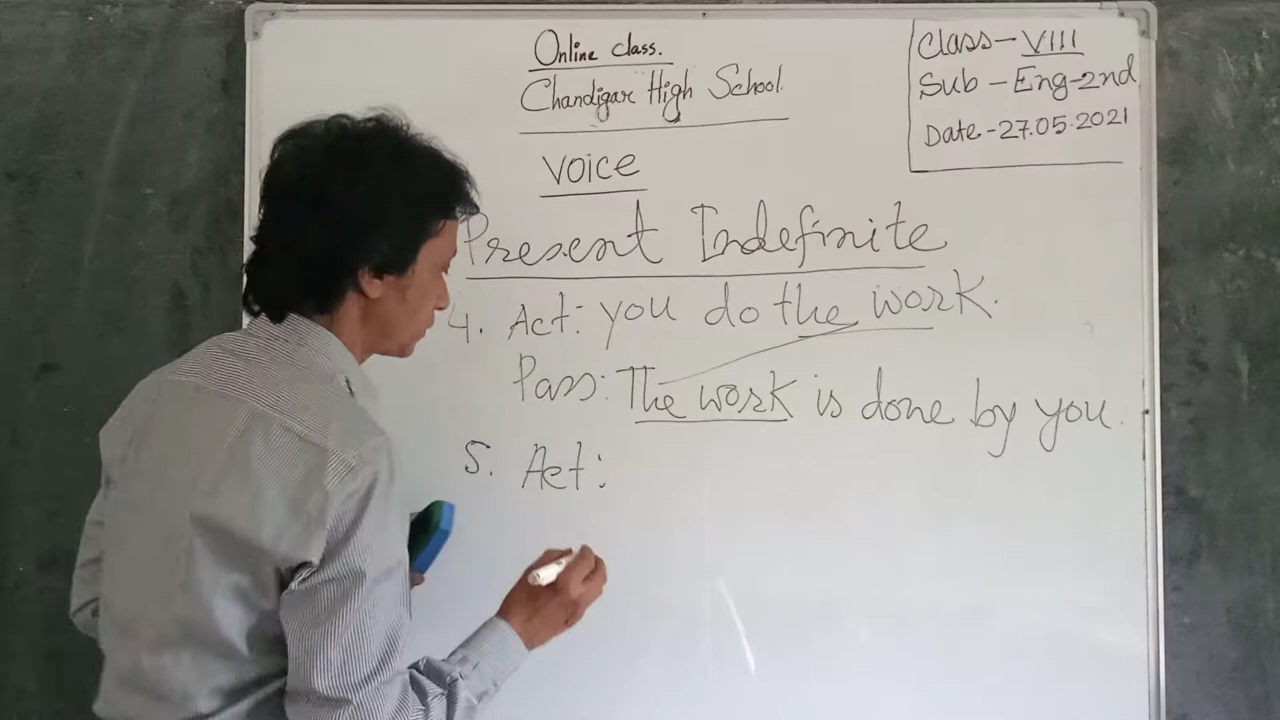 Online class.
Chandigar High School.
Class-VIII
Sub-Eng-2nd
Date-27.05.2021
VOICE
Present Indefinite
4. Act: you do the work.
Pass: The work is done by you.
5. Act: